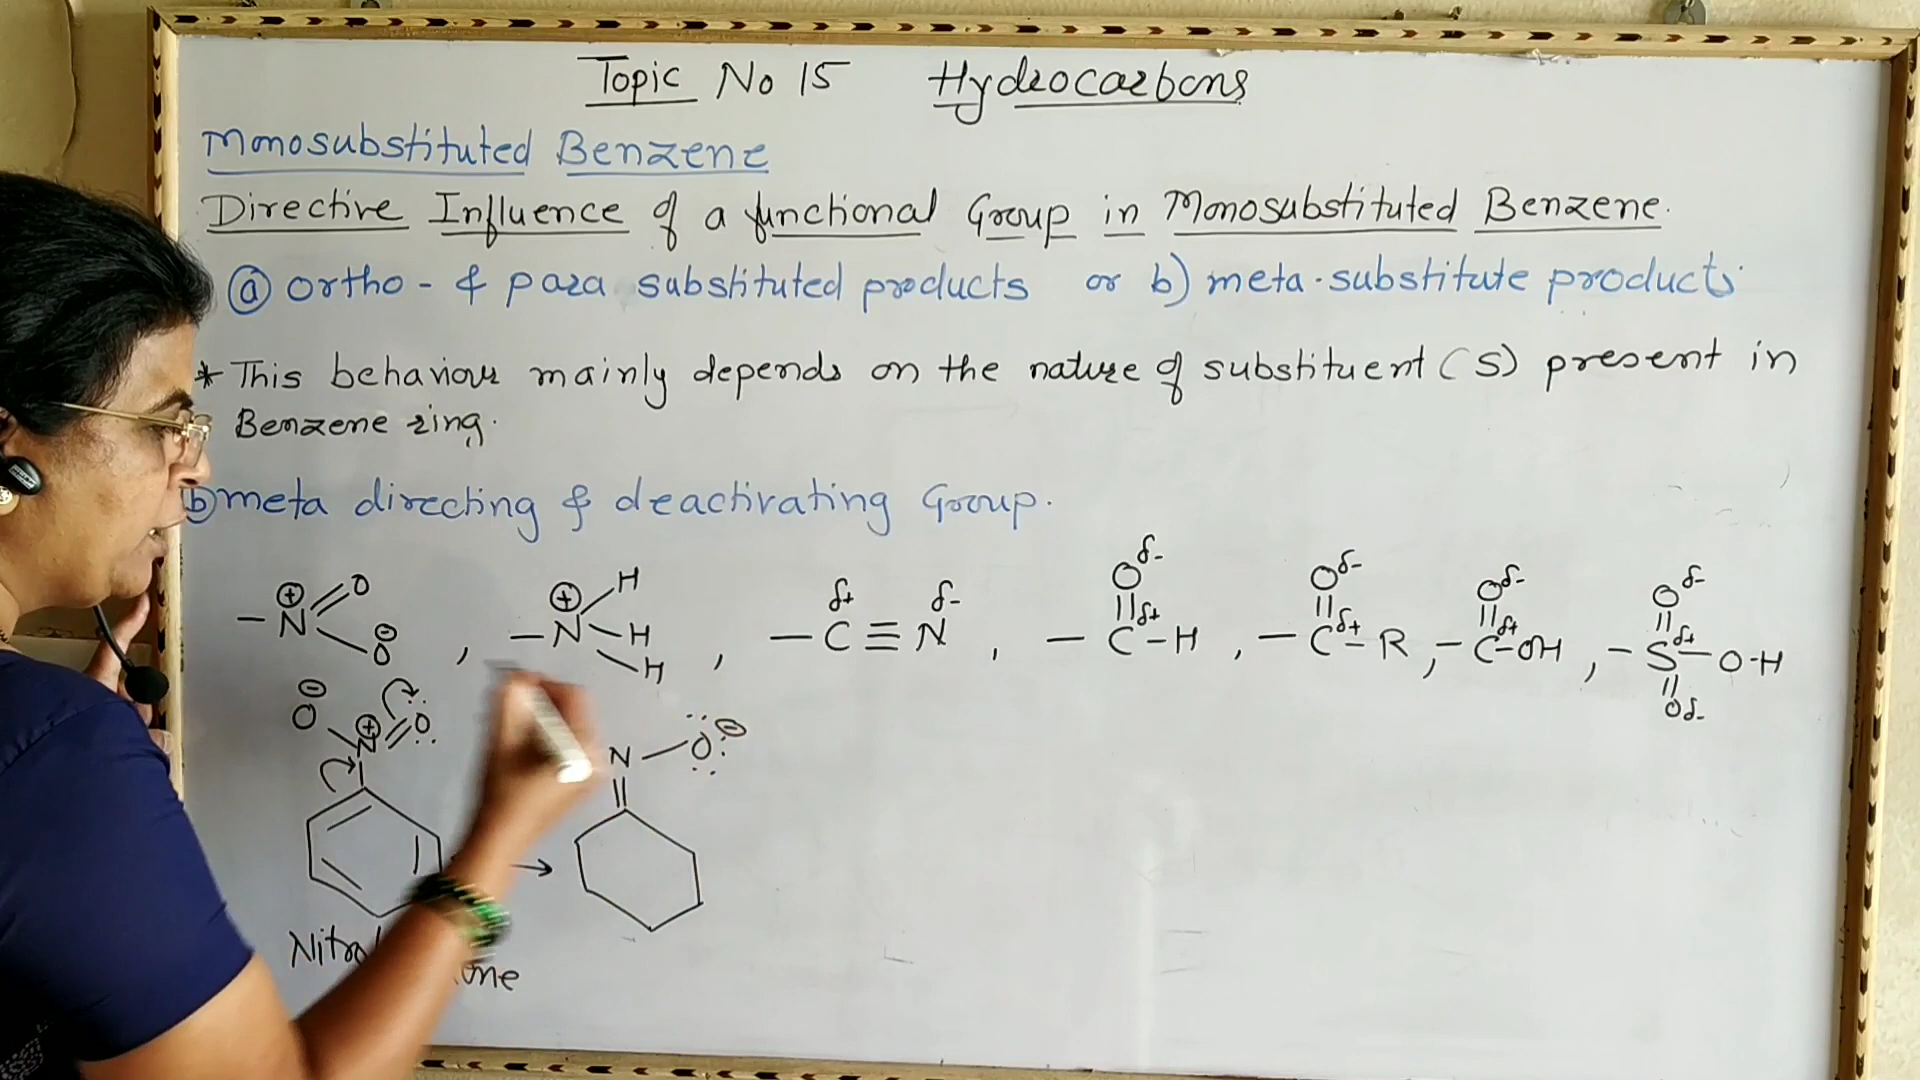 Topic No 15 Hydrocarbons
Monosubstituted Benzene
Directive Influence of a functional Group in Monosubstituted Benzene.
ⓐ ortho - & para substituted products or b) meta-substitute products
* This behaviour mainly depends on the nature of substituent (S) present in
Benzene ring.
ⓑ meta directing & deactivating Group.
δ- δ- δ- δ-
⊕ O ⊕ H δ+ δ- O O O O
- N O ⊖ , - N - H H , - C ≡ N , - C δ+ - H , - C δ+ - R , - C δ+ - OH , - S δ+ - O-H
O δ-
⊖ O N ⊕ O
N - O ⊖
→